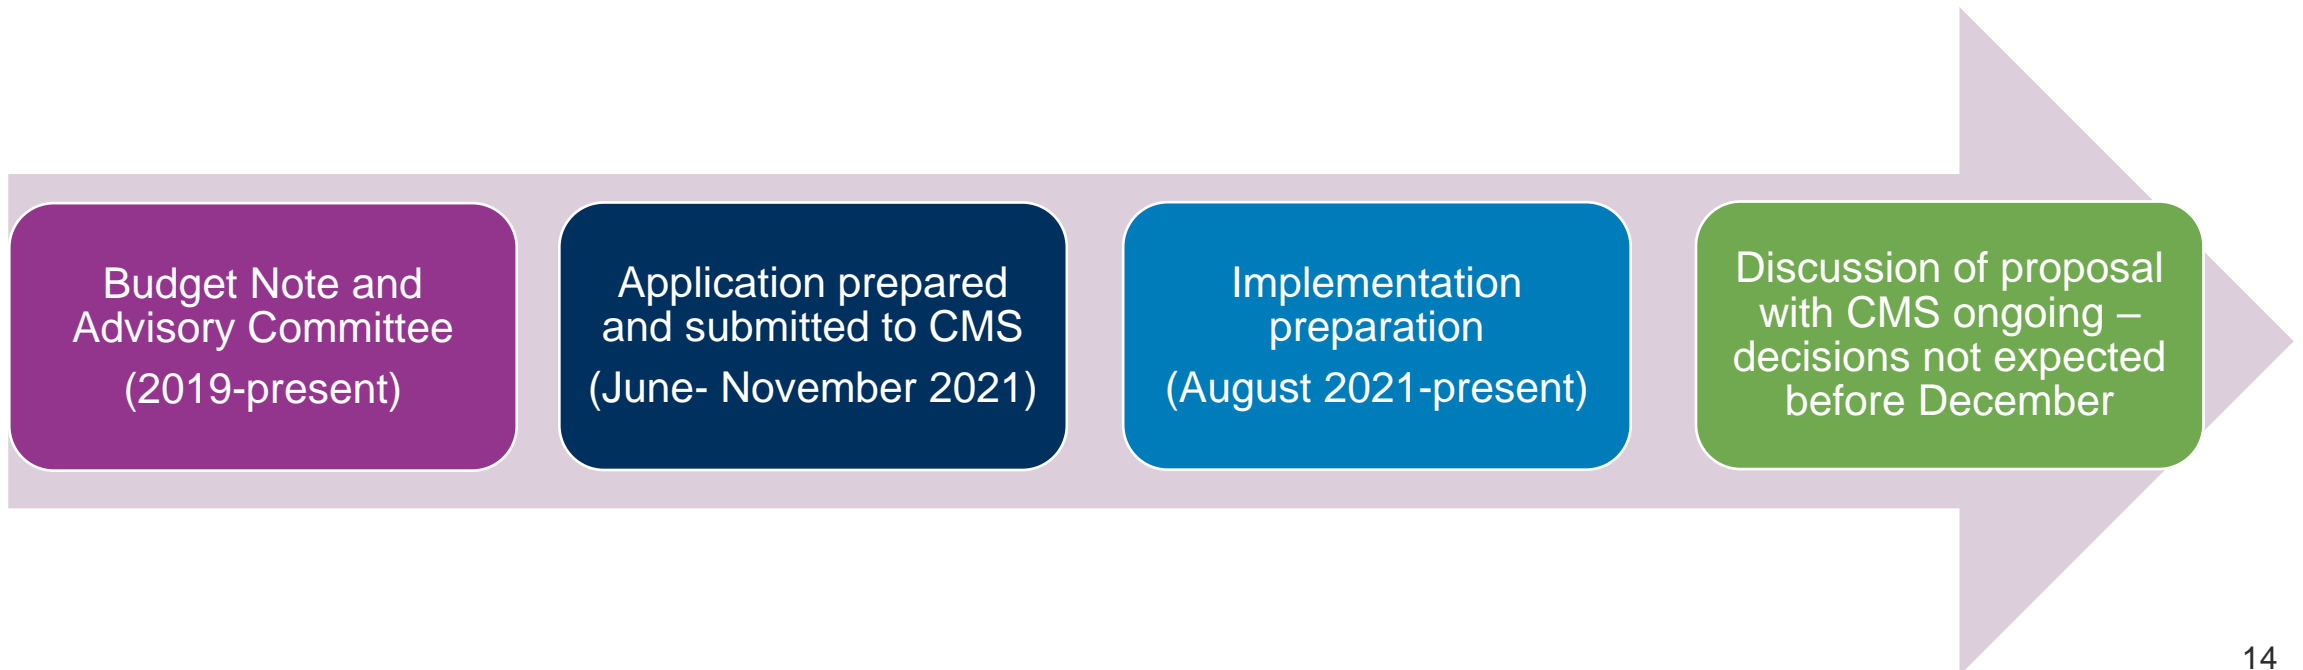 Budget Note and
Advisory Committee
(2019-present)
Application prepared
and submitted to CMS
(June- November 2021)
Implementation
preparation
(August 2021-present)
Discussion of proposal
with CMS ongoing –
decisions not expected
before December
14